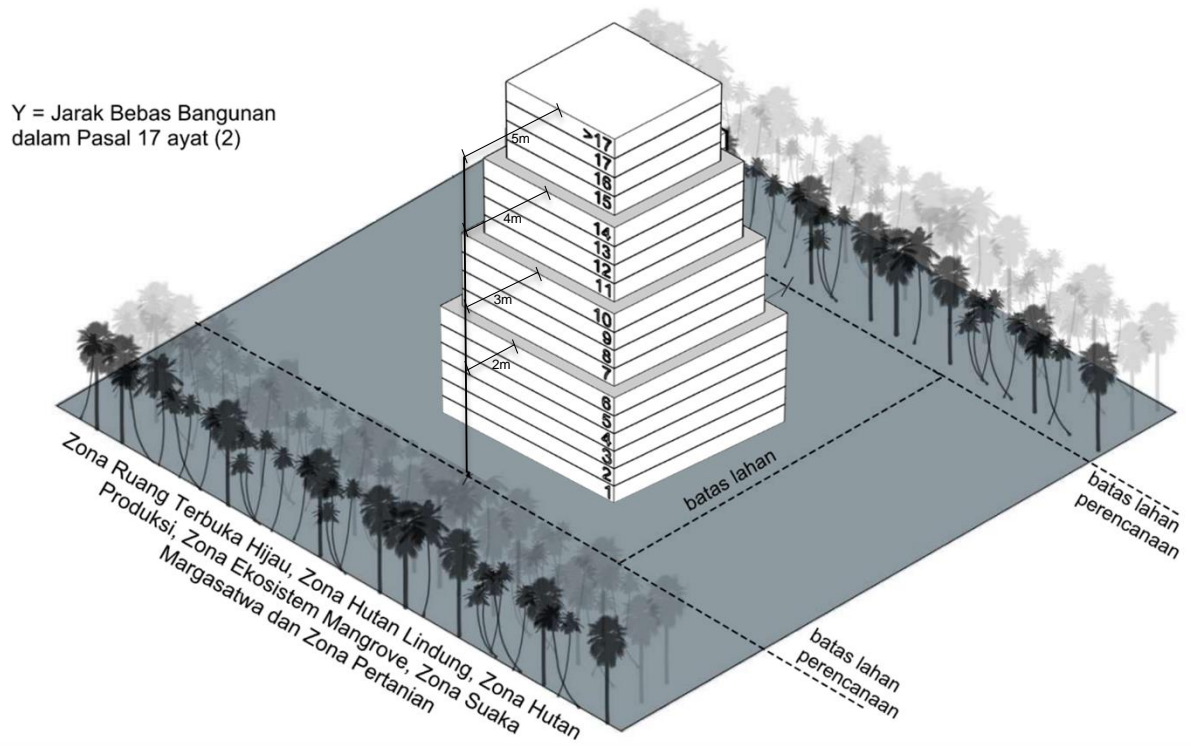 Y = Jarak Bebas Bangunan
dalam Pasal 17 ayat (2)
5m
>17
17
16
15
4m
14
13
12
11
3m
10
9
8
7
2m
6
5
4
3
2
1
batas lahan
batas lahan
perencanaan
batas lahan
perencanaan
Zona Ruang Terbuka Hijau, Zona Hutan Lindung, Zona Hutan
Produksi, Zona Ekosistem Mangrove, Zona Suaka
Margasatwa dan Zona Pertanian